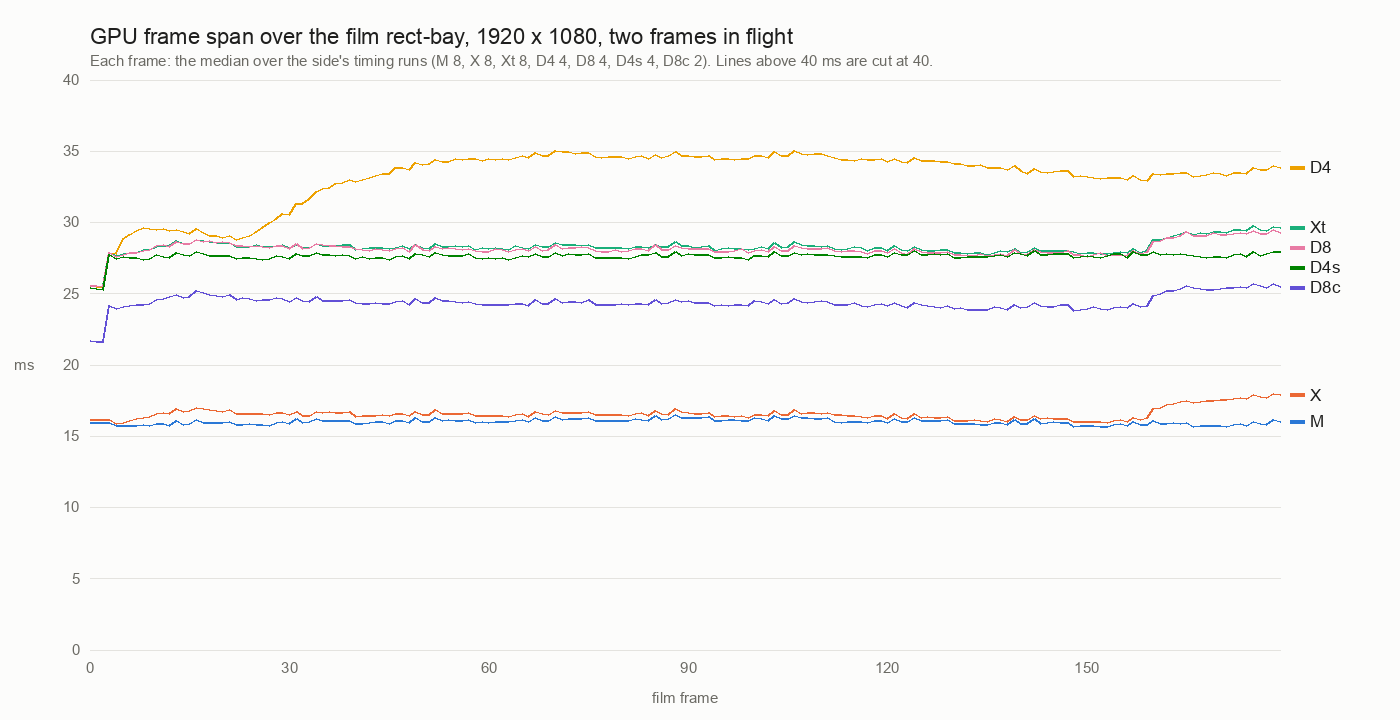 GPU frame span over the film rect-bay, 1920 x 1080, two frames in flight
Each frame: the median over the side's timing runs (M 8, X 8, Xt 8, D4 4, D8 4, D4s 4, D8c 2). Lines above 40 ms are cut at 40.
40
35
D4
30
Xt
D8
D4s
25
D8c
ms
20
X
M
15
10
5
0
0
30
60
90
120
150
film frame